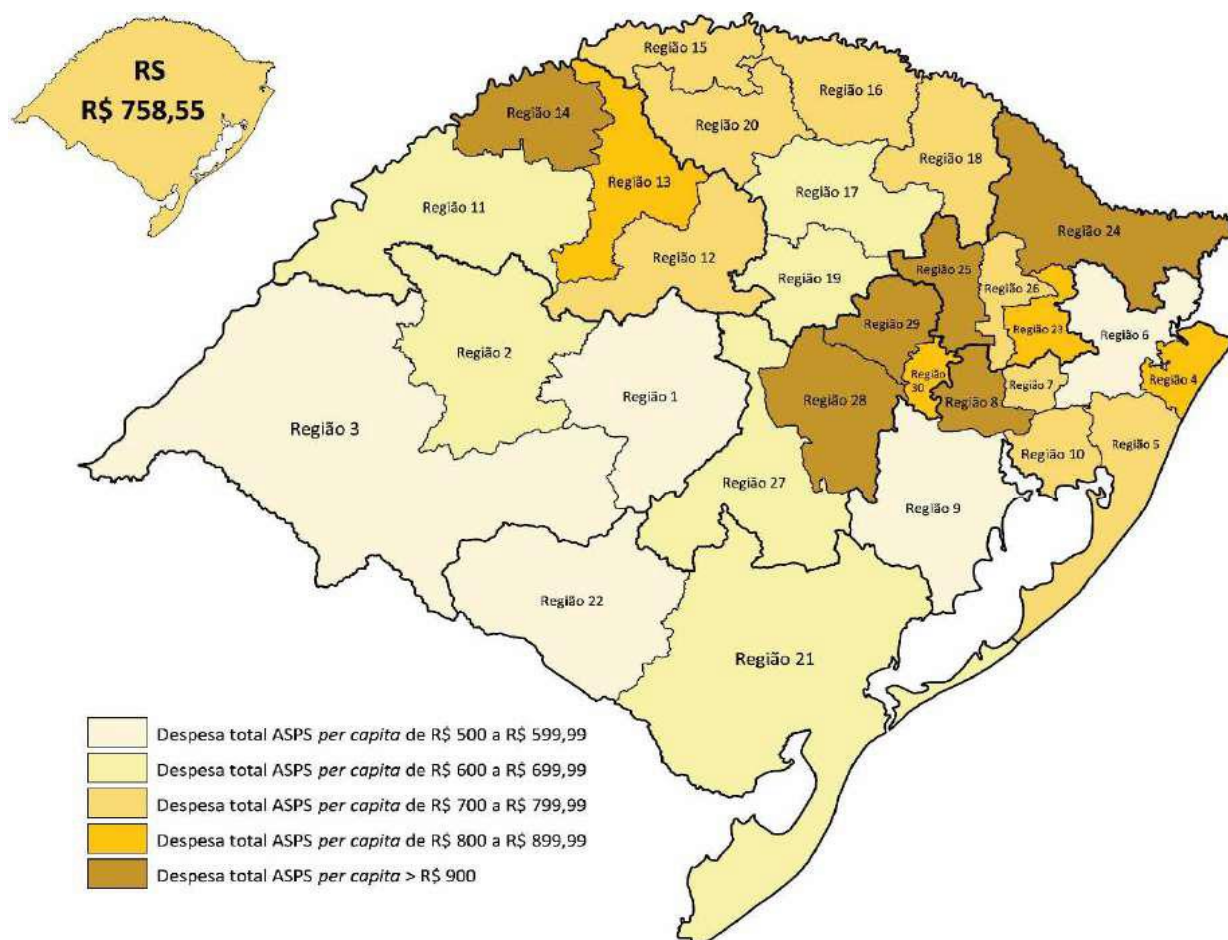 RS
R$ 758,55
Região 15
Região 16
Região 14
Região 20
Região 18
Região 13
Região 17
Região 11
Região 24
Região 12
Região 25
Região 19
Região 26
Região 29
Região 23
Região 6
Região 2
Região 30
Região 4
Região 7
Região 1
Região 28
Região 8
Região 3
Região 5
Região 10
Região 27
Região 9
Região 22
Região 21
Despesa total ASPS per capita de R$ 500 a R$ 599,99
Despesa total ASPS per capita de R$ 600 a R$ 699,99
Despesa total ASPS per capita de R$ 700 a R$ 799,99
Despesa total ASPS per capita de R$ 800 a R$ 899,99
Despesa total ASPS per capita > R$ 900